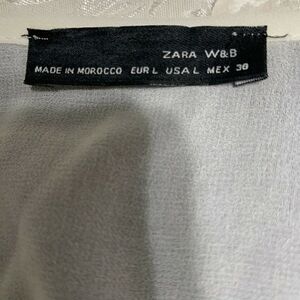 ZARA W&B
MADE IN MOROCCO EUR L USA L MEX 30